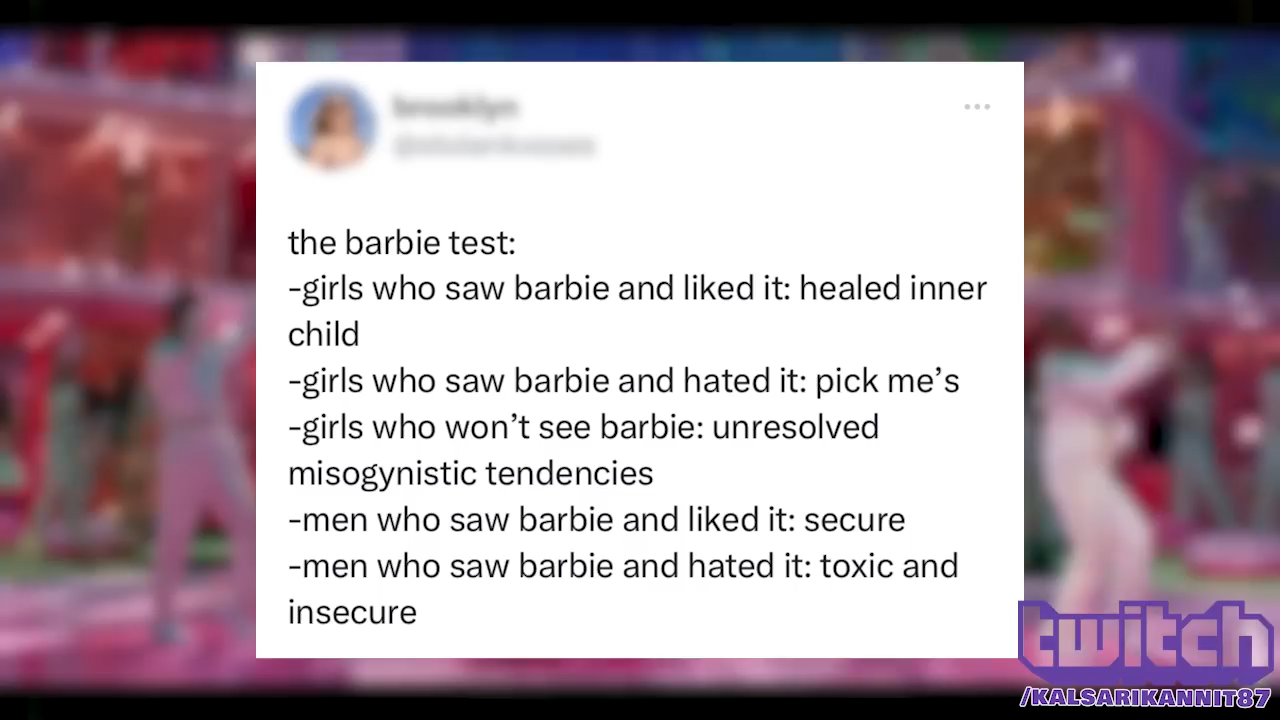 the barbie test:
-girls who saw barbie and liked it: healed inner
child
-girls who saw barbie and hated it: pick me’s
-girls who won’t see barbie: unresolved
misogynistic tendencies
-men who saw barbie and liked it: secure
-men who saw barbie and hated it: toxic and
insecure
twitch
/KALSARIKANNIT87